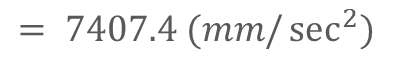 = 7407.4 (mm/sec²)